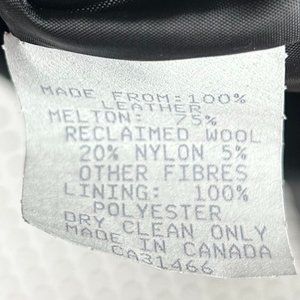 MADE FROM:100%
LEATHER
MELTON: 75%
RECLAIMED WOOL
20% NYLON 5%
OTHER FIBRES
LINING: 100%
POLYESTER
DRY CLEAN ONLY
MADE IN CANADA
CA31466